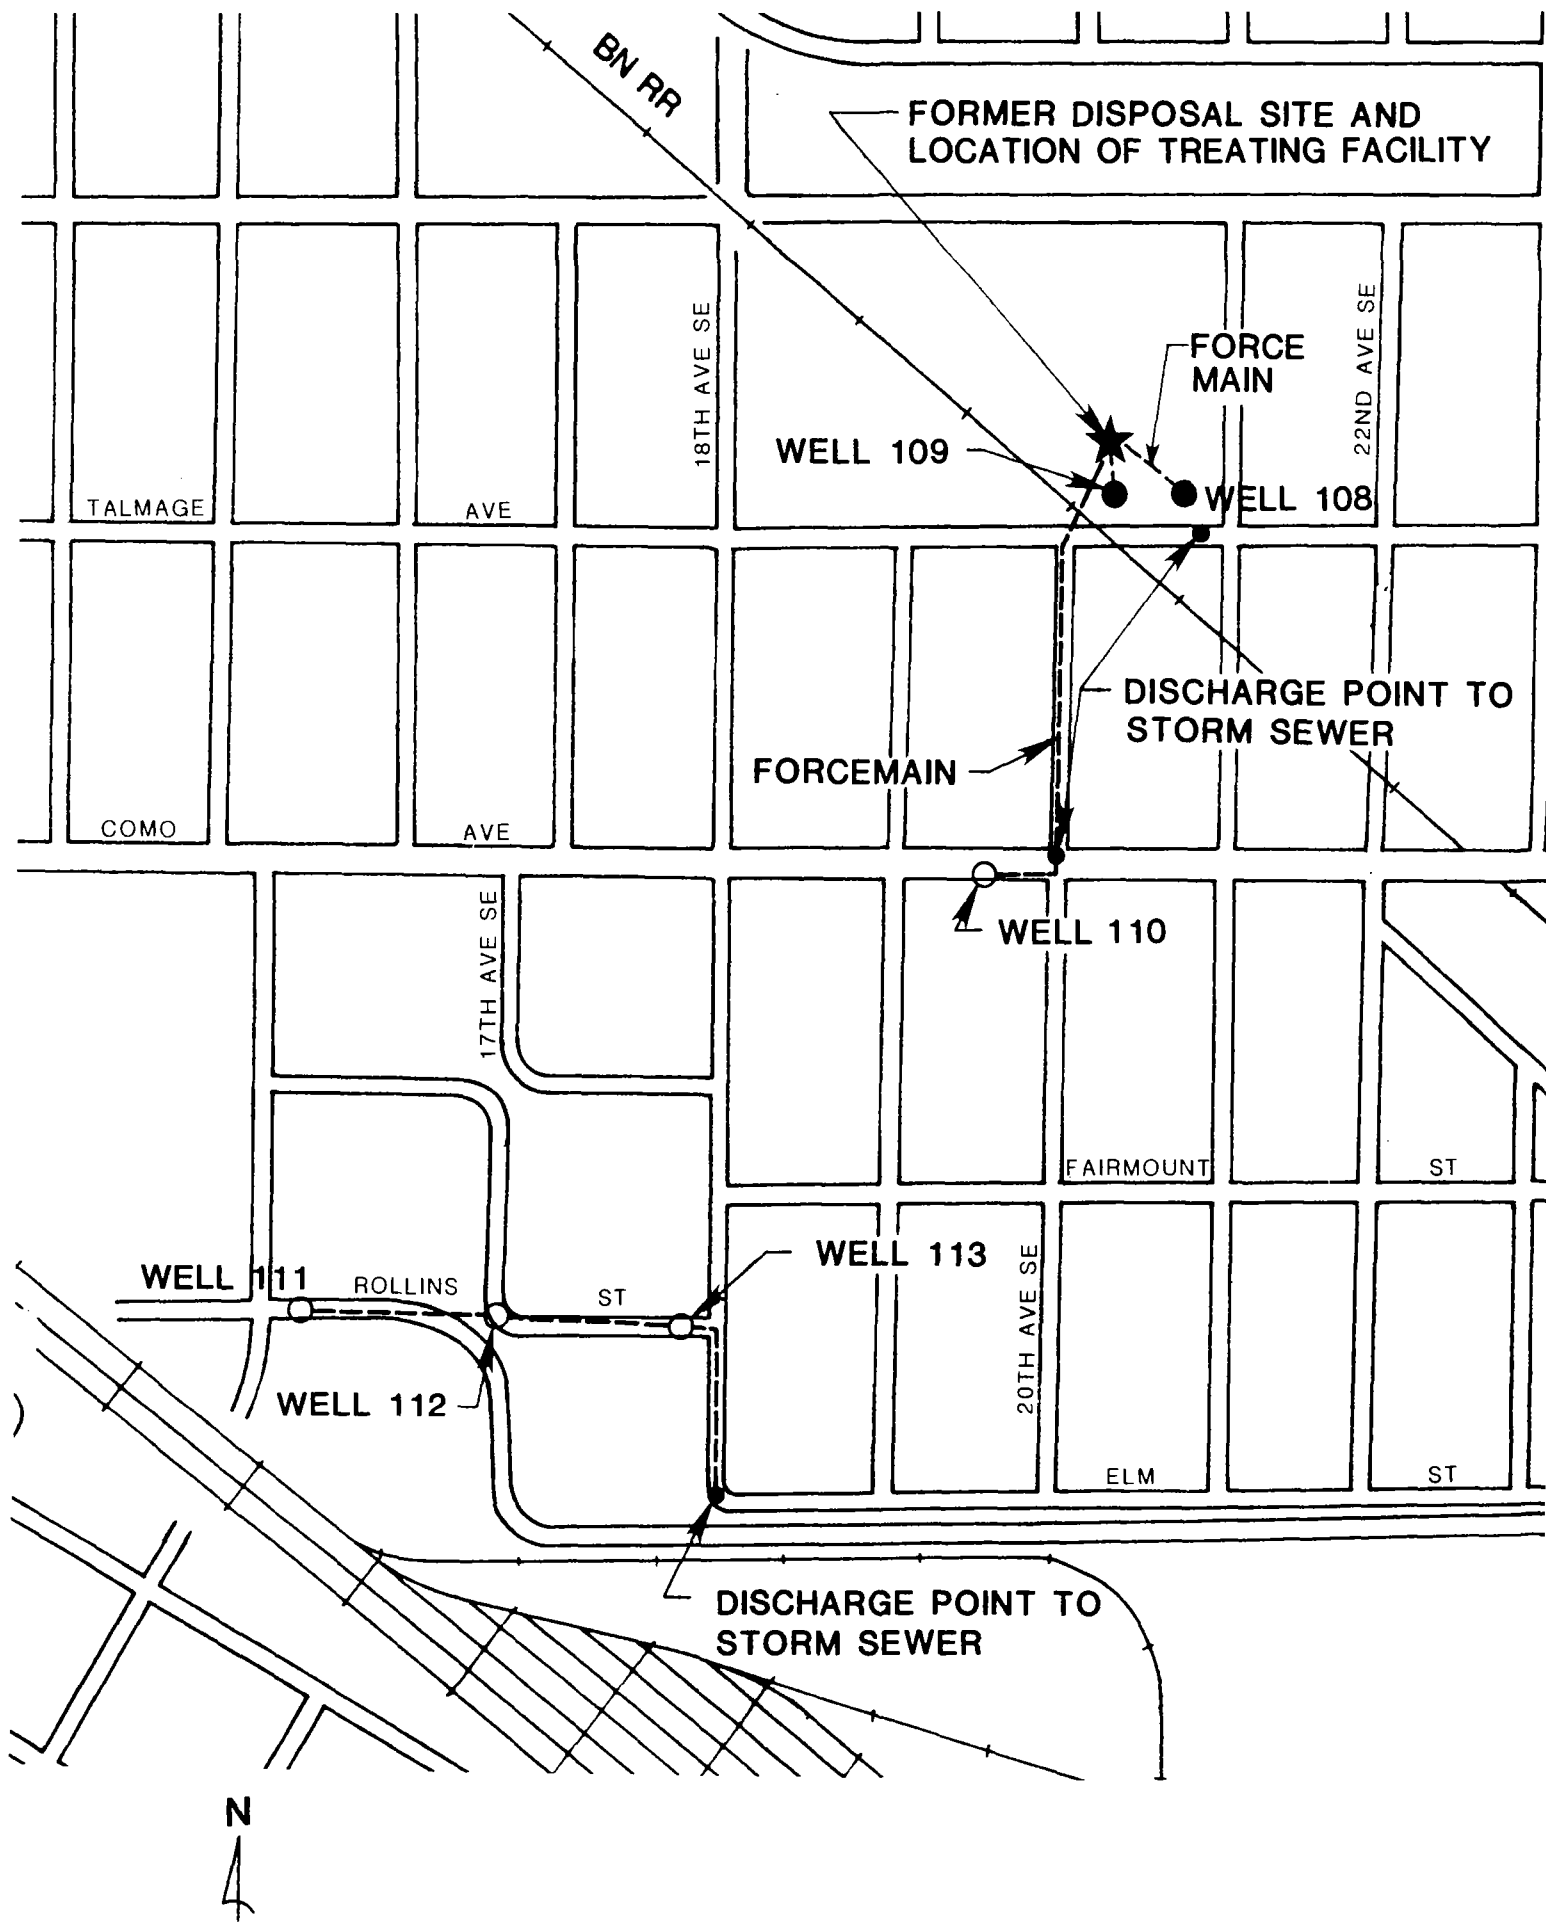 BN RR
FORMER DISPOSAL SITE AND
LOCATION OF TREATING FACILITY
18TH AVE SE
22ND AVE SE
FORCE
MAIN
WELL 109
WELL 108
TALMAGE AVE
DISCHARGE POINT TO
STORM SEWER
FORCEMAIN
COMO AVE
17TH AVE SE
WELL 110
FAIRMOUNT ST
WELL 113
20TH AVE SE
WELL 111
ROLLINS ST
WELL 112
ELM ST
DISCHARGE POINT TO
STORM SEWER
N